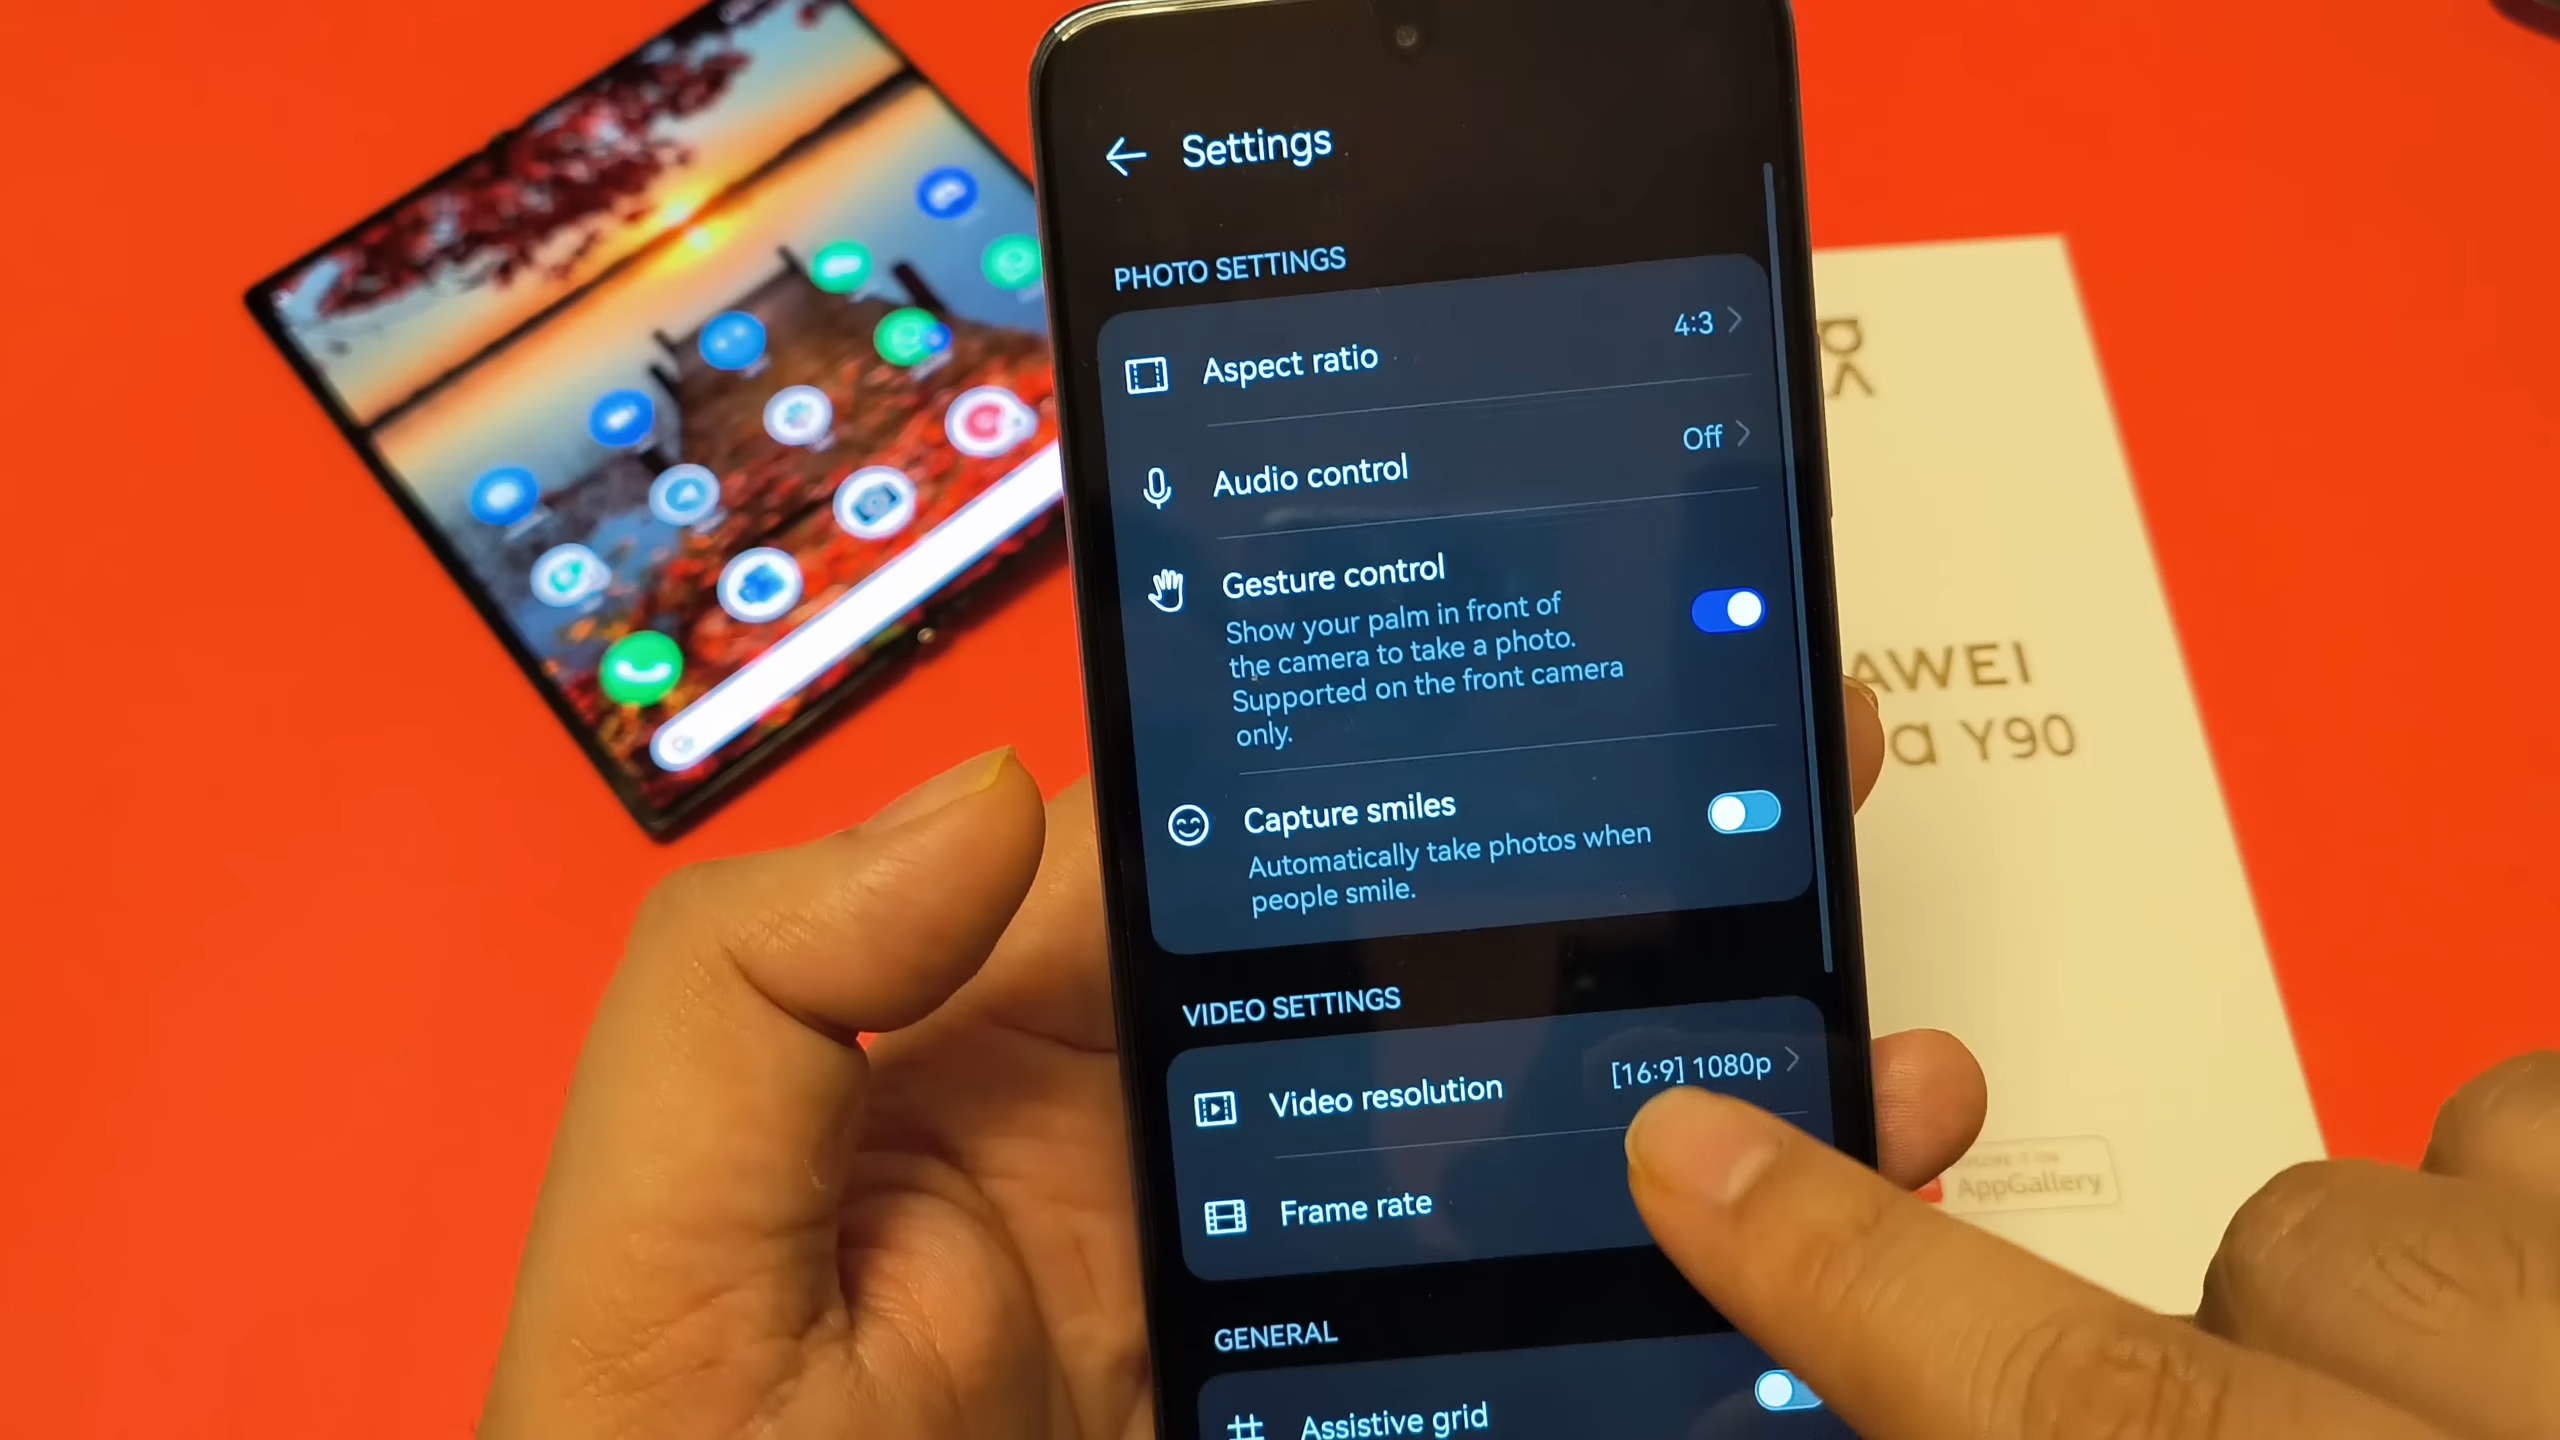 Settings
PHOTO SETTINGS
Aspect ratio
4:3
Audio control
Off
Gesture control
Show your palm in front of
the camera to take a photo.
Supported on the front camera
only.
Capture smiles
Automatically take photos when
people smile.
VIDEO SETTINGS
Video resolution
[16:9] 1080p
Frame rate
GENERAL
Assistive grid
AWEI
a Y90
AppGallery